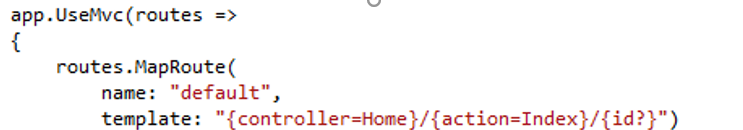 app.UseMvc(routes =>
{
    routes.MapRoute(
        name: "default",
        template: "{controller=Home}/{action=Index}/{id?}")